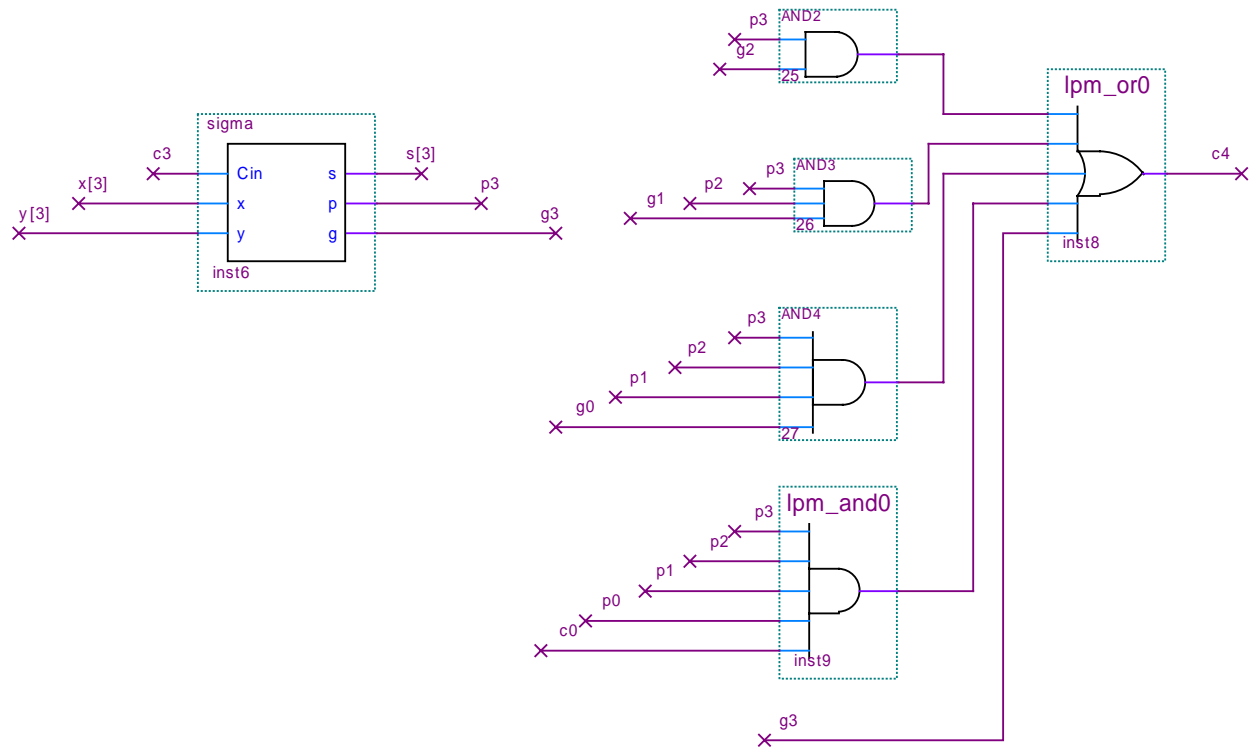 sigma
c3
x[3]
y[3]
Cin
x
y
s
p
g
s[3]
p3
g3
inst6
AND2
p3
g2
25
AND3
p3
p2
g1
26
AND4
p3
p2
p1
g0
27
lpm_and0
p3
p2
p1
p0
c0
inst9
g3
lpm_or0
inst8
c4